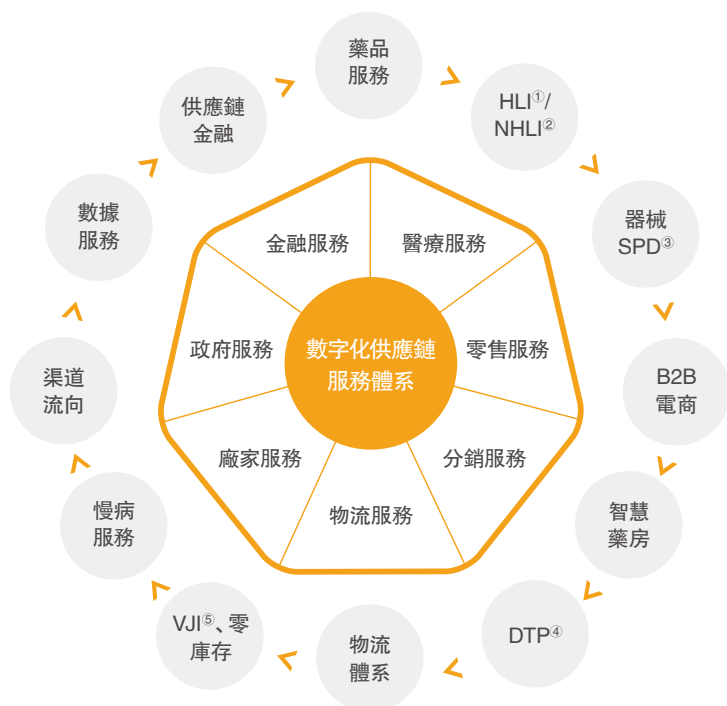 藥品
服務
HLI①/
NHLI②
器械
SPD③
B2B
電商
智慧
藥房
DTP④
物流
體系
VJI⑤、零
庫存
慢病
服務
渠道
流向
數據
服務
供應鏈
金融
金融服務
醫療服務
零售服務
分銷服務
物流服務
廠家服務
政府服務
數字化供應鏈
服務體系